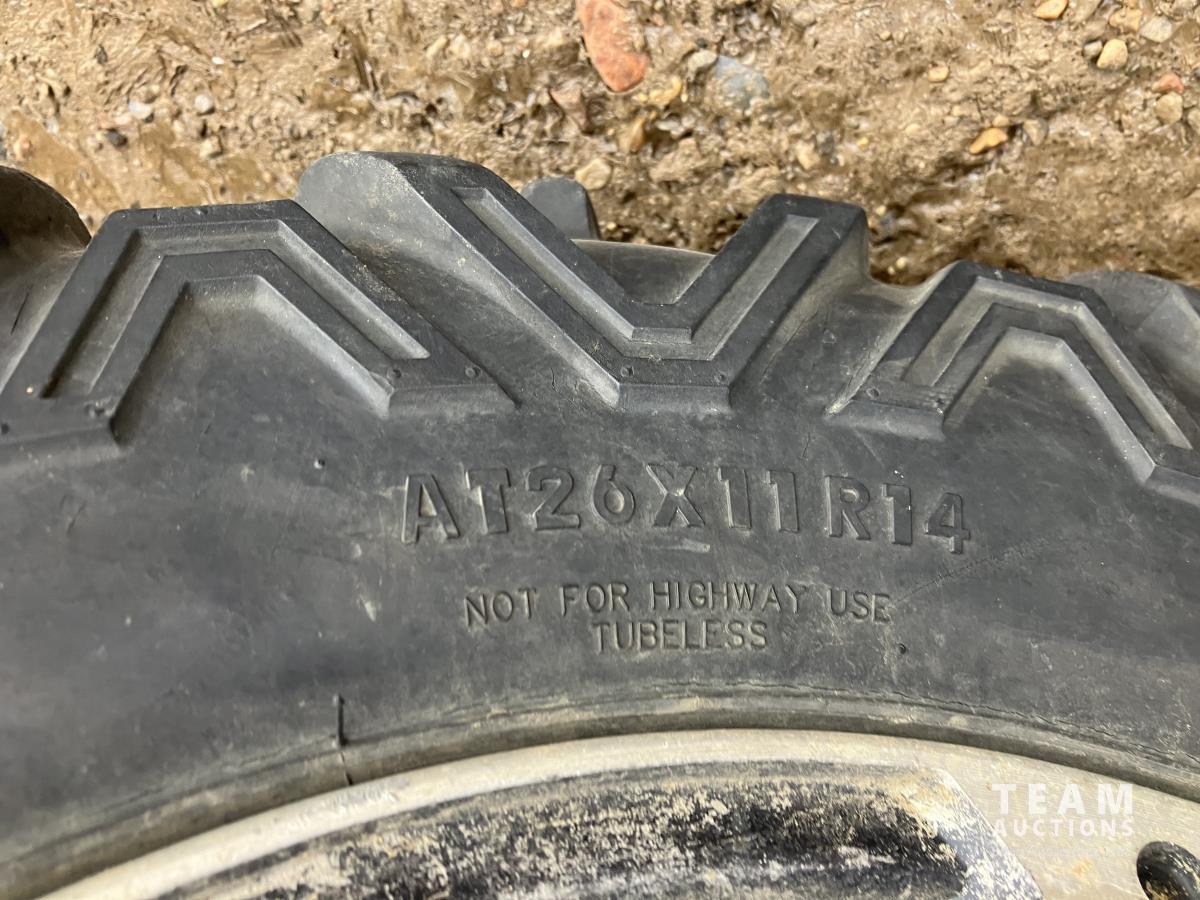 AT26X11R14
NOT FOR HIGHWAY USE
TUBELESS
TEAM
AUCTIONS